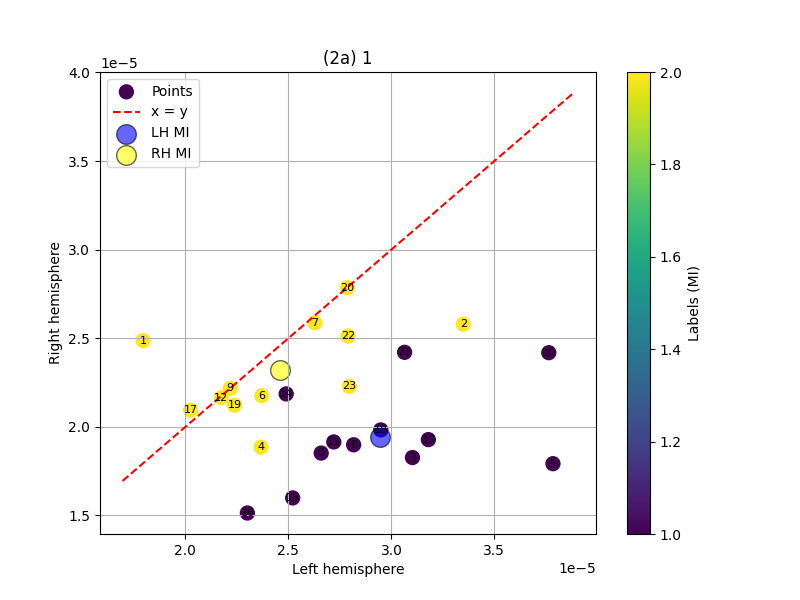 (2a) 1
1e−5
4.0
3.5
3.0
2.5
2.0
1.5
Right hemisphere
Points
x = y
LH MI
RH MI
20
7
22
2
1
23
9
6
12
19
17
4
3
2.0
2.5
3.0
3.5
1e−5
Left hemisphere
2.0
1.8
1.6
1.4
1.2
1.0
Labels (MI)